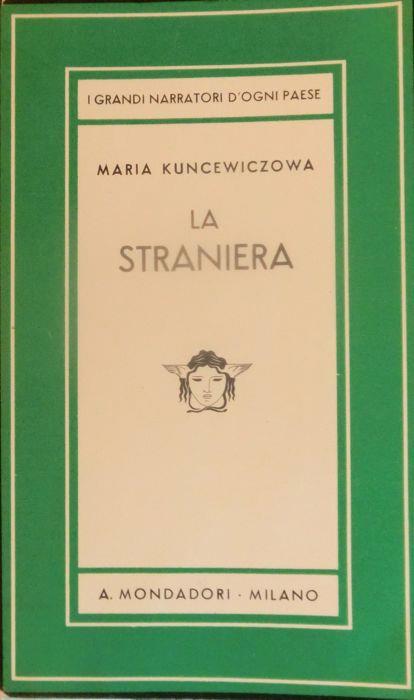 I GRANDI NARRATORI D'OGNI PAESE
MARIA KUNCEWICZOWA
LA
STRANIERA
A. MONDADORI · MILANO